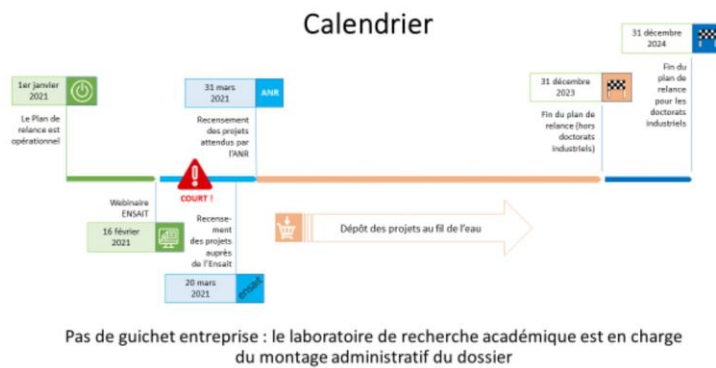 Calendrier
31 décembre
2024
Fin du
plan de
relance
pour les
doctorats
industriels
1er janvier
2021
Le Plan de
relance est
opérationnel
31 mars
2021
ANR
Recensement
des projets
attendus par
l'ANR
31 décembre
2023
Fin du plan de
relance (hors
doctorats
industriels)
COURT !
Webinaire
ENSAIT
16 février
2021
Recense-
ment
des projets
auprès
de l'Ensait
20 mars
2021
ensait
Dépôt des projets au fil de l'eau
Pas de guichet entreprise : le laboratoire de recherche académique est en charge
du montage administratif du dossier